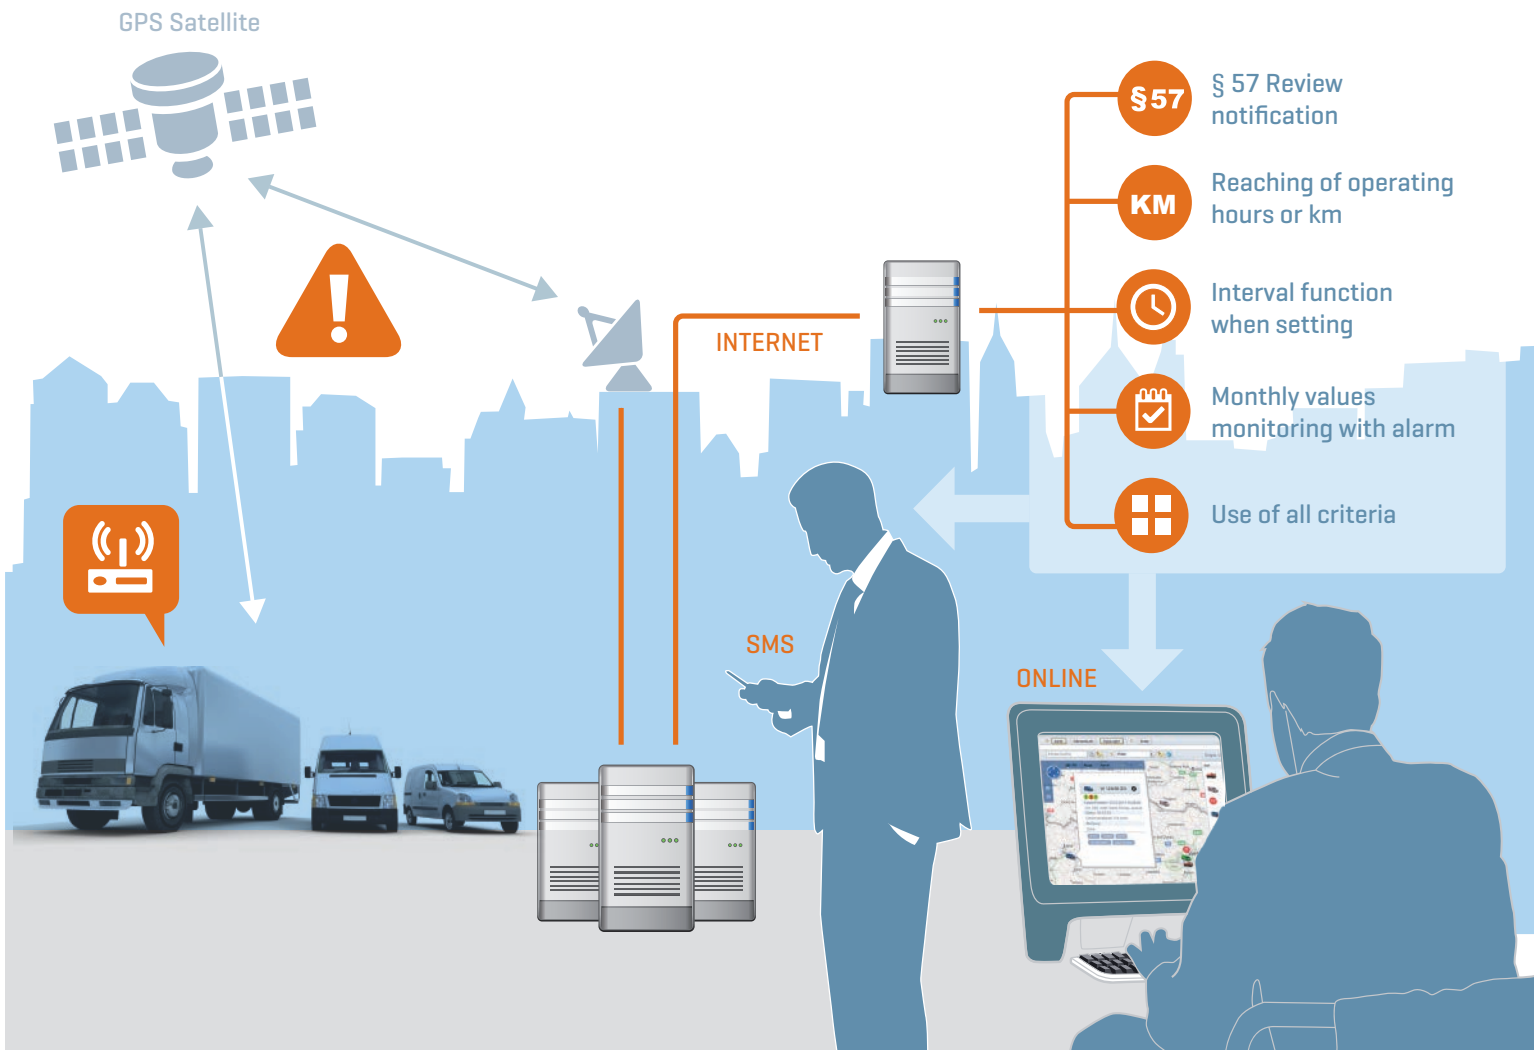 GPS Satellite
§ 57
§ 57 Review
notification
KM
Reaching of operating
hours or km
INTERNET
Interval function
when setting
Monthly values
monitoring with alarm
Use of all criteria
SMS
ONLINE